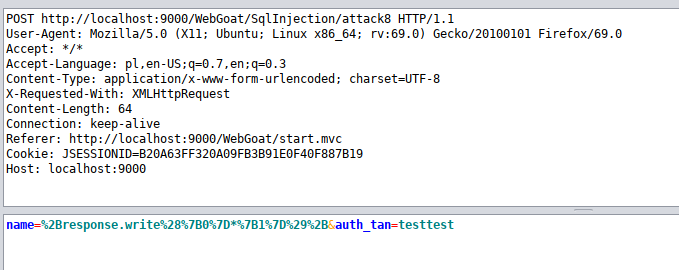 POST http://localhost:9000/WebGoat/SqlInjection/attack8 HTTP/1.1
User-Agent: Mozilla/5.0 (X11; Ubuntu; Linux x86_64; rv:69.0) Gecko/20100101 Firefox/69.0
Accept: */*
Accept-Language: pl,en-US;q=0.7,en;q=0.3
Content-Type: application/x-www-form-urlencoded; charset=UTF-8
X-Requested-With: XMLHttpRequest
Content-Length: 64
Connection: keep-alive
Referer: http://localhost:9000/WebGoat/start.mvc
Cookie: JSESSIONID=B20A63FF320A09FB3B91E0F40F887B19
Host: localhost:9000
name=%2Bresponse.write%28%7B0%7D*%7B1%7D%29%2B&auth_tan=testtest